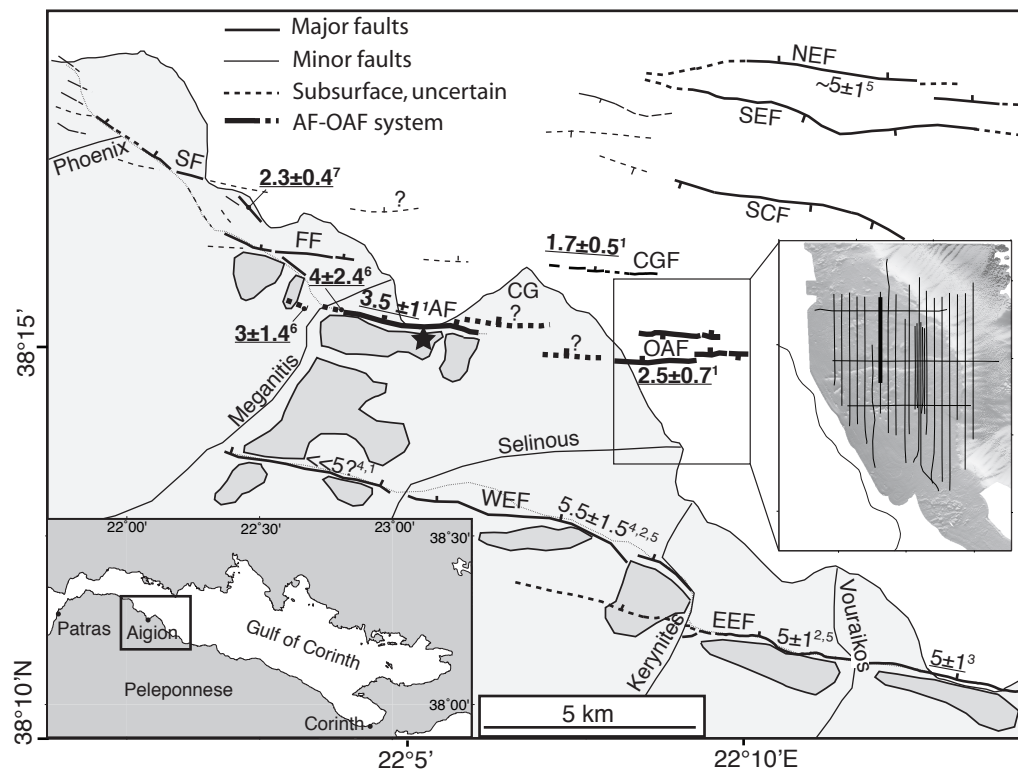 Major faults
Minor faults
Subsurface, uncertain
AF-OAF system
NEF
~5±1⁵
SEF
Phoenix
SF
2.3±0.4⁷
?
SCF
FF
1.7±0.5¹
CGF
4±2.4⁶
3.5 ±1¹AF
CG
?
3±1.4⁶
38°15'
?
OAF
2.5±0.7¹
Meganitis
Selinous
<<5?⁴,¹
WEF
5.5±1.5⁴,²,⁵
22°00'
22°30'
23°00'
38°30'
Patras
Aigion
Gulf of Corinth
Peleponnese
Corinth
38°00'
Kerynites
EEF
5±1²,⁵
Vouraikos
5±1³
5 km
38°10'N
22°5'
22°10'E